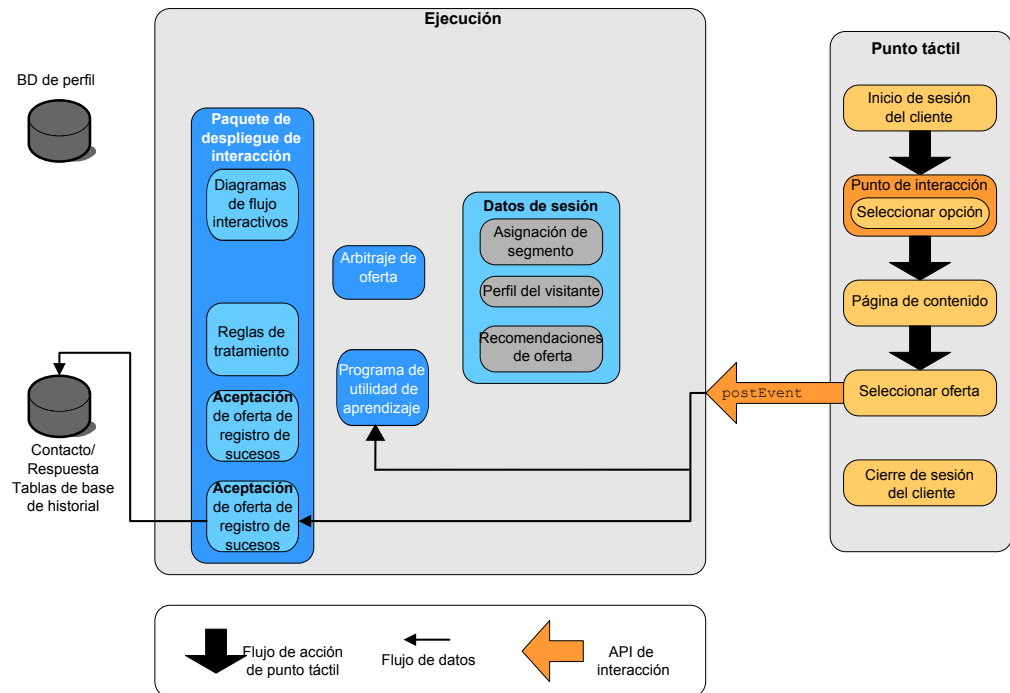 Ejecución
BD de perfil
Paquete de
despliegue de
interacción
Diagramas
de flujo
interactivos
Reglas de
tratamiento
Aceptación
de oferta de
registro de
sucesos
Aceptación
de oferta de
registro de
sucesos
Contacto/
Respuesta
Tablas de base
de historial
Arbitraje de
oferta
Programa de
utilidad de
aprendizaje
Datos de sesión
Asignación de
segmento
Perfil del visitante
Recomendaciones
de oferta
postEvent
Punto táctil
Inicio de sesión
del cliente
Punto de interacción
Seleccionar opción
Página de contenido
Seleccionar oferta
Cierre de sesión
del cliente
Flujo de acción
de punto táctil
Flujo de datos
API de
interacción